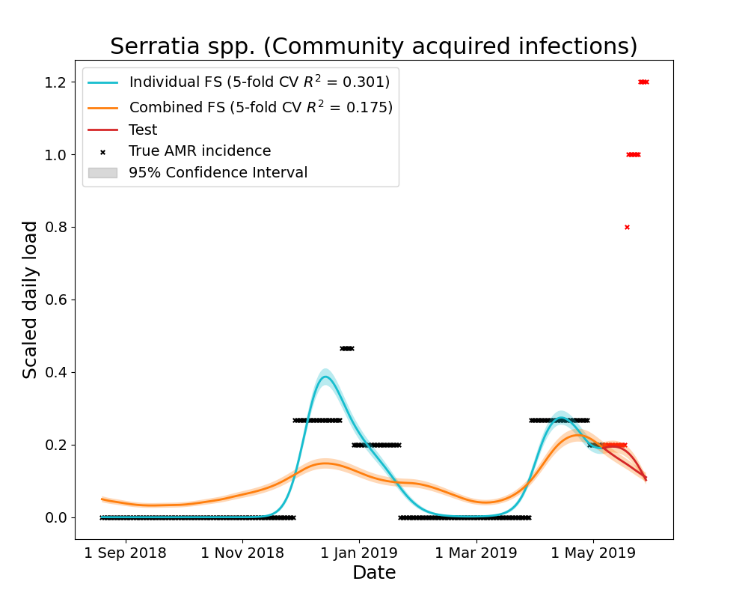 Serratia spp. (Community acquired infections)
Individual FS (5-fold CV R² = 0.301)
Combined FS (5-fold CV R² = 0.175)
Test
True AMR incidence
95% Confidence Interval
Scaled daily load
1.2
1.0
0.8
0.6
0.4
0.2
0.0
1 Sep 2018 1 Nov 2018 1 Jan 2019 1 Mar 2019 1 May 2019
Date